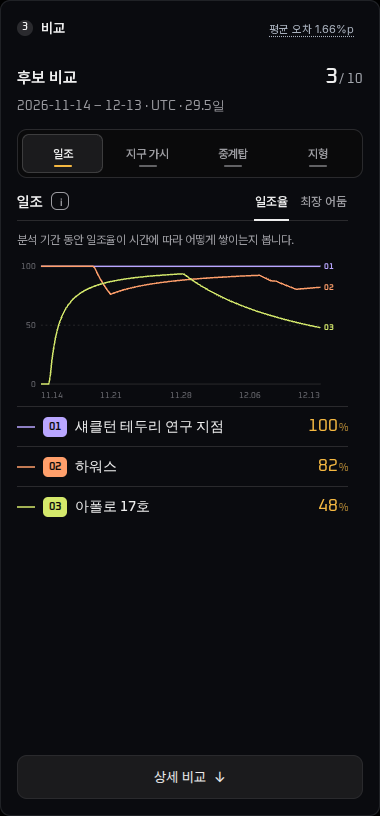 3 비교 평균 오차 1.66%p
후보 비교 3 / 10
2026-11-14 – 12-13 · UTC · 29.5일
일조 지구 가시 중계탑 지형
일조 i 일조율 최장 어둠
분석 기간 동안 일조율이 시간에 따라 어떻게 쌓이는지 봅니다.
100 01
02
50
03
0
11.14 11.21 11.28 12.06 12.13
01 섀클턴 테두리 연구 지점 100%
02 하워스 82%
03 아폴로 17호 48%
상세 비교 ↓